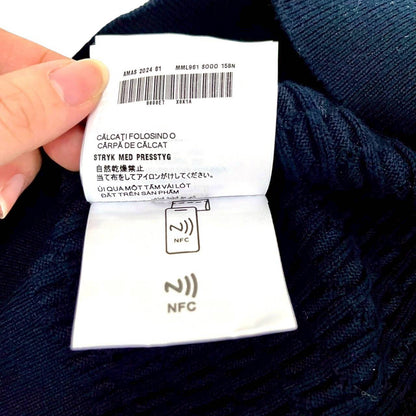 AMAS 2024 01 MML961 S000 156N
CĂLCAȚI FOLOSIND O
CÂRPĂ DE CĂLCAT
STRYK MED PRESSTYG
自然乾燥禁止
当て布をしてアイロンがけしてください。
ỦI QUA MỘT TẤM VẢI LÓT
ĐẶT TRÊN SẢN PHẨM
NFC
NFC